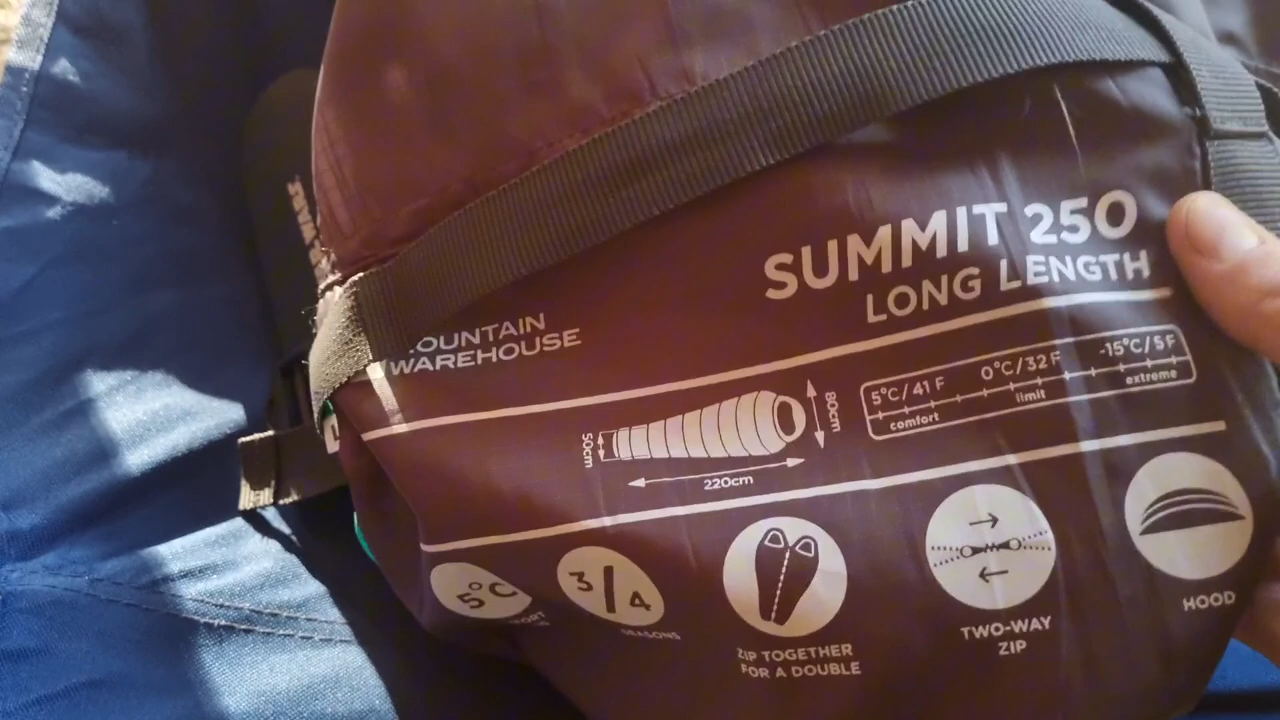 SUMMIT 250
LONG LENGTH
OUNTAIN
WAREHOUSE
5°C/41 F 0°C/32 F -15°C/5 F
comfort limit extreme
80cm
50cm
220cm
5°C
3/4
SEASONS
ZIP TOGETHER
FOR A DOUBLE
TWO-WAY
ZIP
HOOD